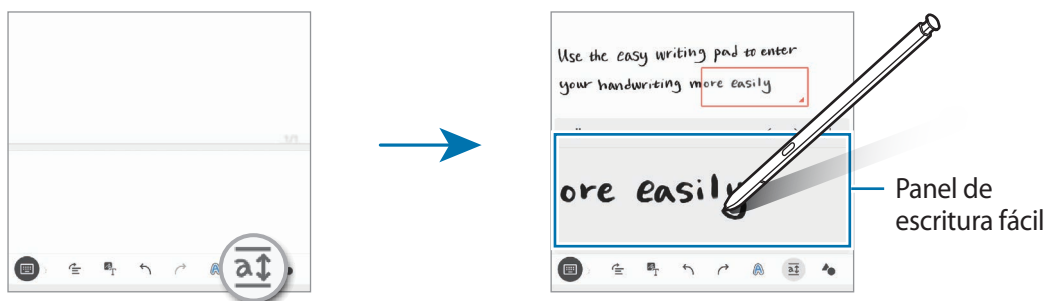 Use the easy writing pad to enter
your handwriting more easily
ore easily
Panel de
escritura fácil